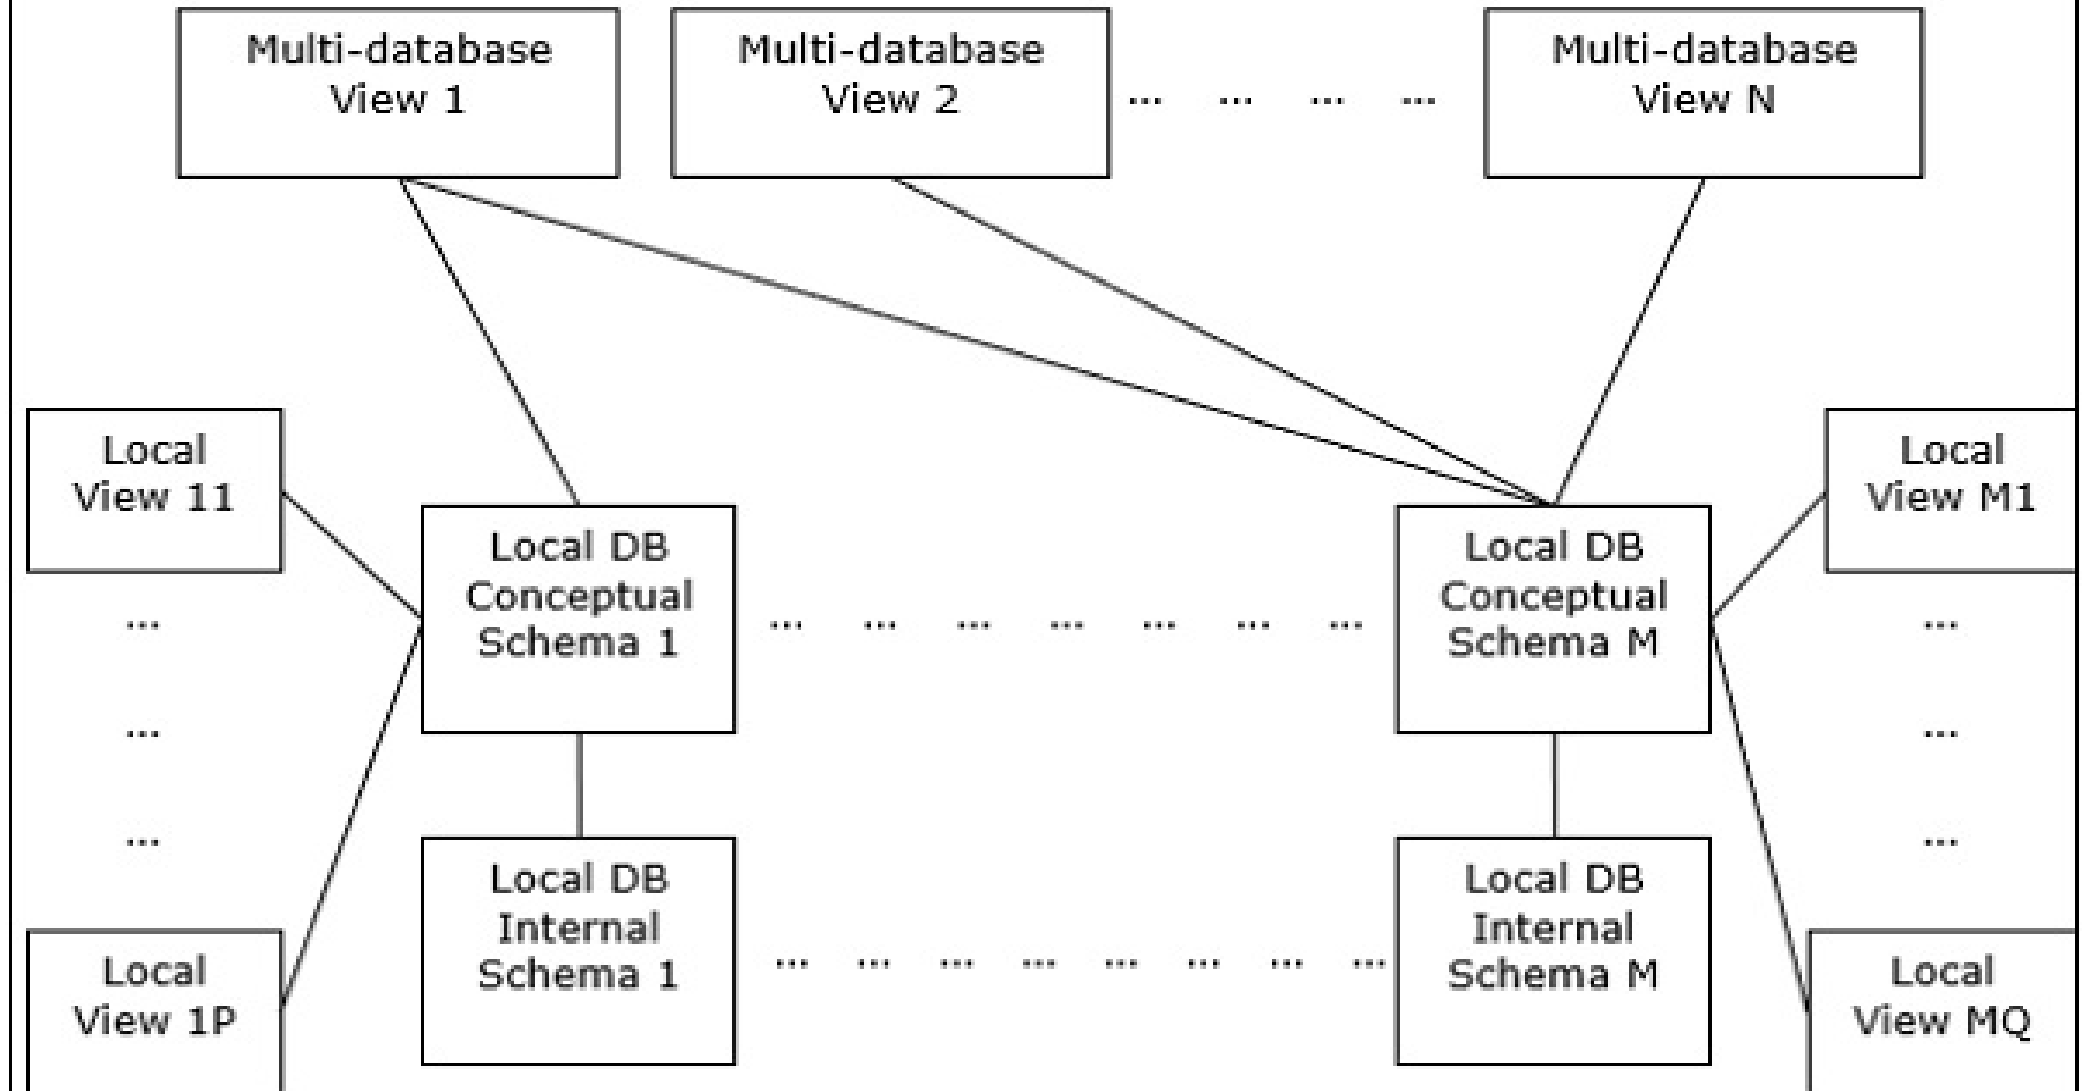 Multi-database
View 1
Multi-database
View 2
... ... ... ...
Multi-database
View N
Local
View 11
...
...
...
Local
View 1P
Local DB
Conceptual
Schema 1
... ... ... ... ... ... ...
Local DB
Conceptual
Schema M
Local
View M1
...
...
...
Local
View MQ
Local DB
Internal
Schema 1
... ... ... ... ... ... ... ...
Local DB
Internal
Schema M